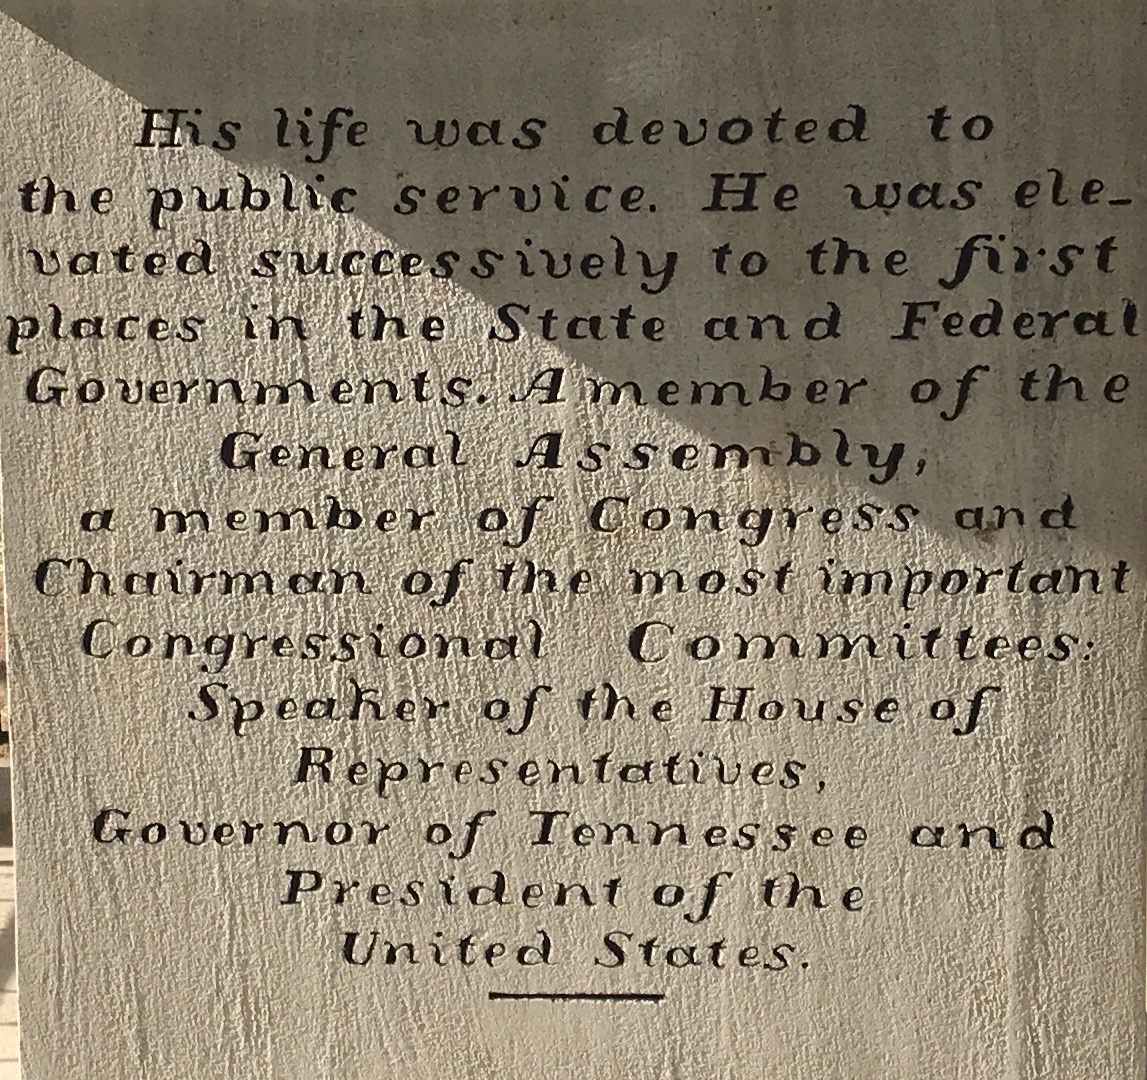 His life was devoted to
the public service. He was ele-
vated successively to the first
places in the State and Federal
Governments. A member of the
General Assembly,
a member of Congress and
Chairman of the most important
Congressional Committees:
Speaker of the House of
Representatives,
Governor of Tennessee and
President of the
United States.